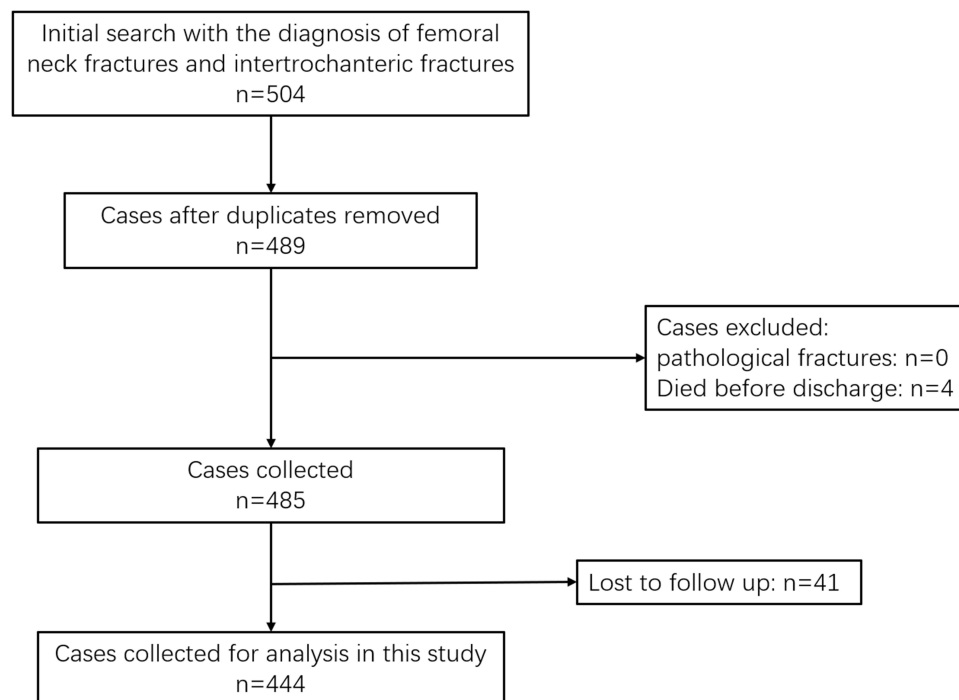 Initial search with the diagnosis of femoral
neck fractures and intertrochanteric fractures
n=504
Cases after duplicates removed
n=489
Cases excluded:
pathological fractures: n=0
Died before discharge: n=4
Cases collected
n=485
Lost to follow up: n=41
Cases collected for analysis in this study
n=444